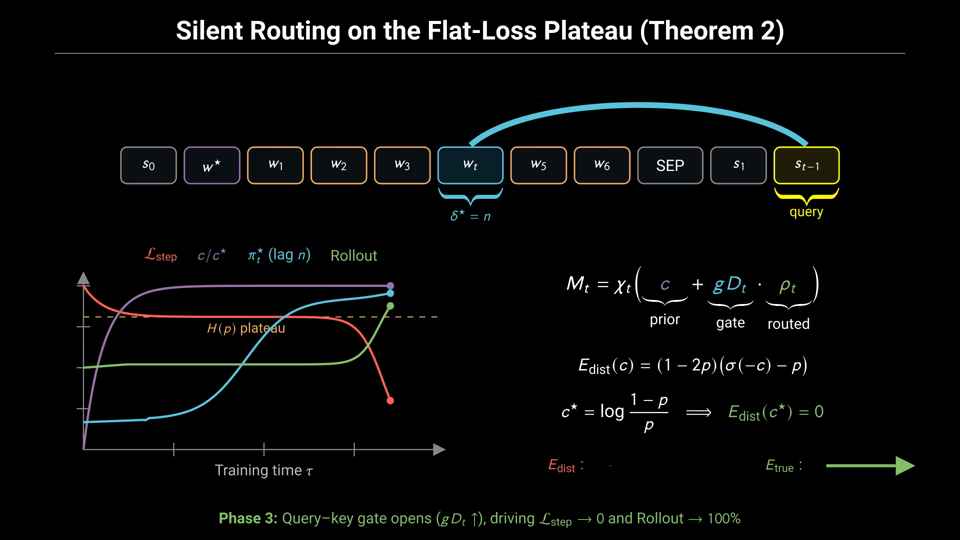 Silent Routing on the Flat-Loss Plateau (Theorem 2)
s₀ w⋆ w₁ w₂ w₃ wₜ w₅ w₆ SEP s₁ sₜ₋₁
δ⋆ = n
query
ℒstep c/c⋆ πₜ⋆ (lag n) Rollout
H(p) plateau
Training time τ
Mₜ = χₜ(c + gDₜ · ρₜ)
prior gate routed
Edist(c) = (1 − 2p)(σ(−c) − p)
c⋆ = log (1 − p)/p ⟹ Edist(c⋆) = 0
Edist : Etrue :
Phase 3: Query–key gate opens (gDₜ ↑), driving ℒstep → 0 and Rollout → 100%